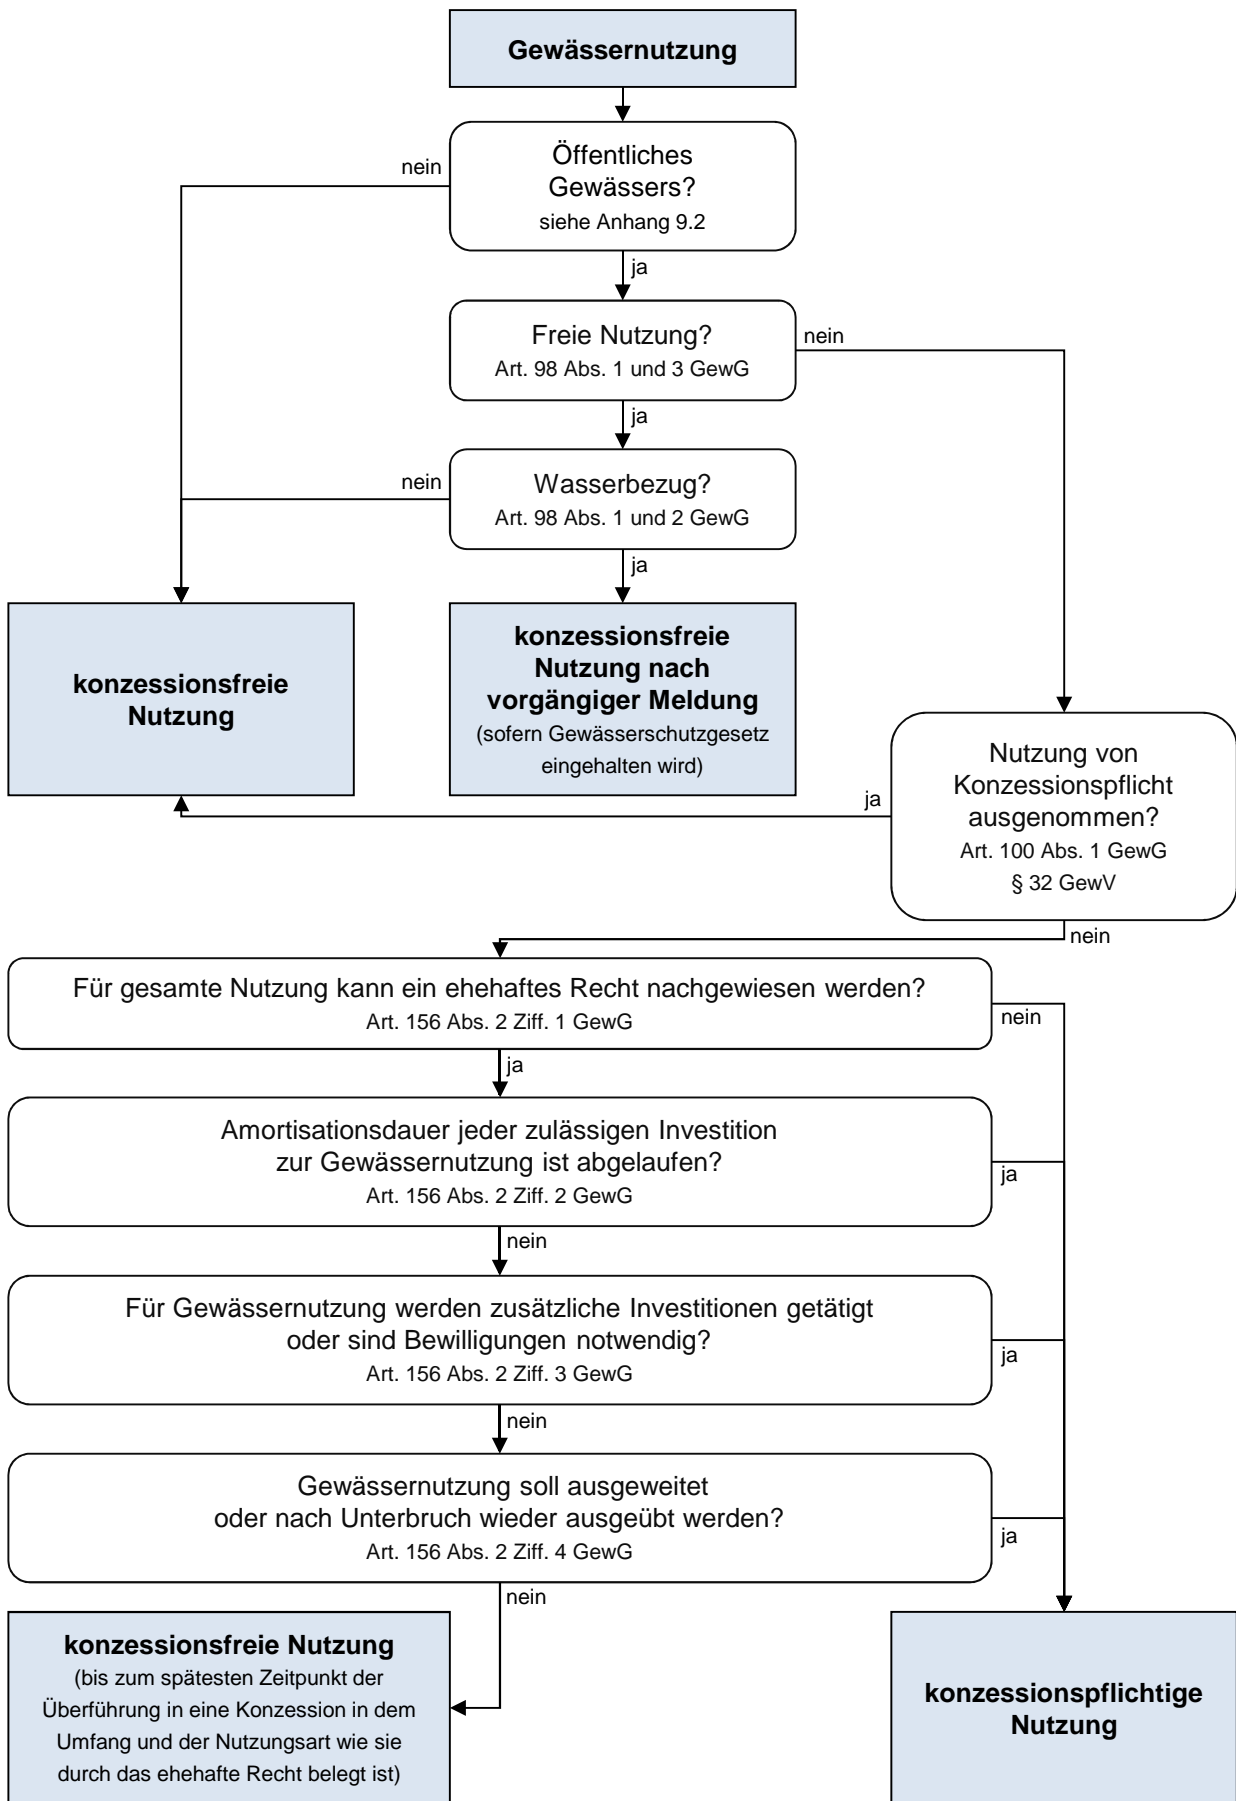 Gewässernutzung
Öffentliches
Gewässers?
siehe Anhang 9.2
nein
ja
Freie Nutzung?
Art. 98 Abs. 1 und 3 GewG
nein
ja
Wasserbezug?
Art. 98 Abs. 1 und 2 GewG
nein
ja
konzessionsfreie
Nutzung
konzessionsfreie
Nutzung nach
vorgängiger Meldung
(sofern Gewässerschutzgesetz
eingehalten wird)
Nutzung von
Konzessionspflicht
ausgenommen?
Art. 100 Abs. 1 GewG
§ 32 GewV
ja
nein
Für gesamte Nutzung kann ein ehehaftes Recht nachgewiesen werden?
Art. 156 Abs. 2 Ziff. 1 GewG
nein
ja
Amortisationsdauer jeder zulässigen Investition
zur Gewässernutzung ist abgelaufen?
Art. 156 Abs. 2 Ziff. 2 GewG
ja
nein
Für Gewässernutzung werden zusätzliche Investitionen getätigt
oder sind Bewilligungen notwendig?
Art. 156 Abs. 2 Ziff. 3 GewG
ja
nein
Gewässernutzung soll ausgeweitet
oder nach Unterbruch wieder ausgeübt werden?
Art. 156 Abs. 2 Ziff. 4 GewG
ja
nein
konzessionsfreie Nutzung
(bis zum spätesten Zeitpunkt der
Überführung in eine Konzession in dem
Umfang und der Nutzungsart wie sie
durch das ehehafte Recht belegt ist)
konzessionspflichtige
Nutzung